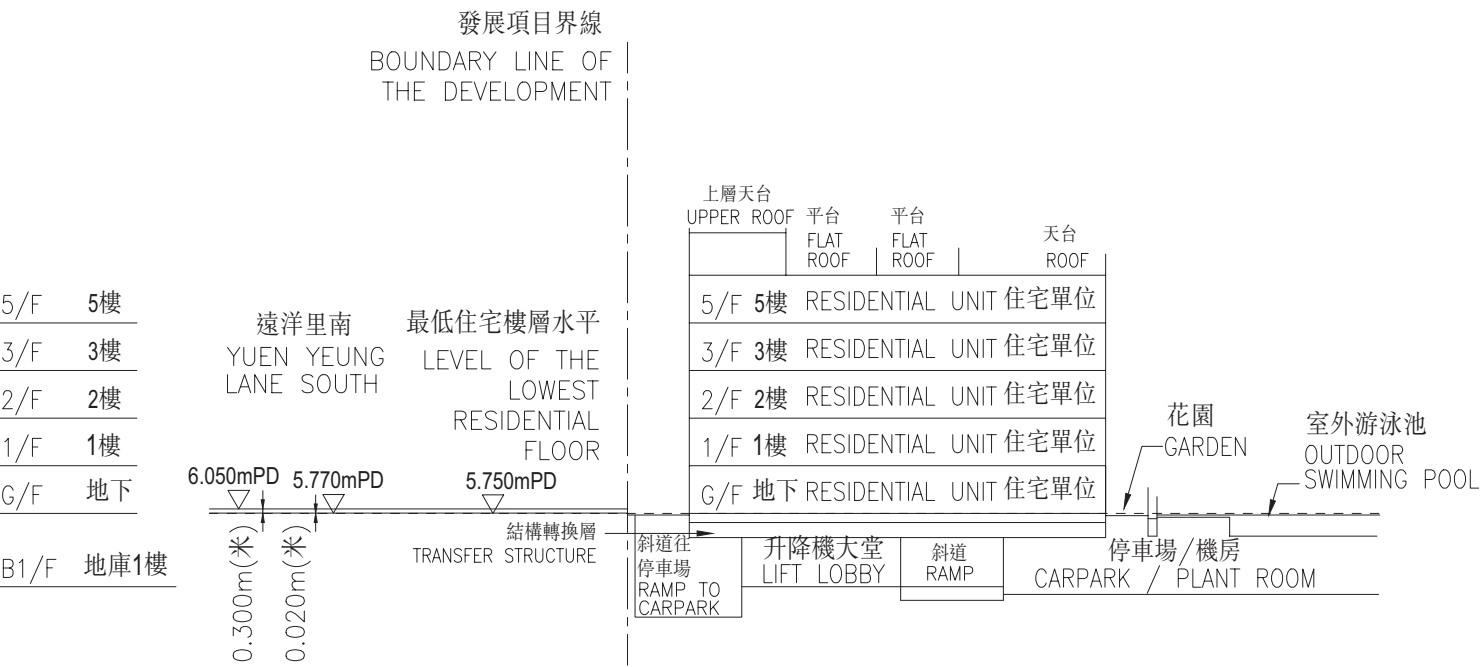 發展項目界線
BOUNDARY LINE OF
THE DEVELOPMENT
上層天台
UPPER ROOF
平台
FLAT
ROOF
平台
FLAT
ROOF
天台
ROOF
5/F 5樓
3/F 3樓
2/F 2樓
1/F 1樓
G/F 地下
B1/F 地庫1樓
遠洋里南
YUEN YEUNG
LANE SOUTH
最低住宅樓層水平
LEVEL OF THE
LOWEST
RESIDENTIAL
FLOOR
6.050mPD
5.770mPD
5.750mPD
0.300m(米)
0.020m(米)
5/F 5樓 RESIDENTIAL UNIT 住宅單位
3/F 3樓 RESIDENTIAL UNIT 住宅單位
2/F 2樓 RESIDENTIAL UNIT 住宅單位
1/F 1樓 RESIDENTIAL UNIT 住宅單位
G/F 地下 RESIDENTIAL UNIT 住宅單位
花園
GARDEN
室外游泳池
OUTDOOR
SWIMMING POOL
結構轉換層
TRANSFER STRUCTURE
斜道往
停車場
RAMP TO
CARPARK
升降機大堂
LIFT LOBBY
斜道
RAMP
停車場/機房
CARPARK / PLANT ROOM